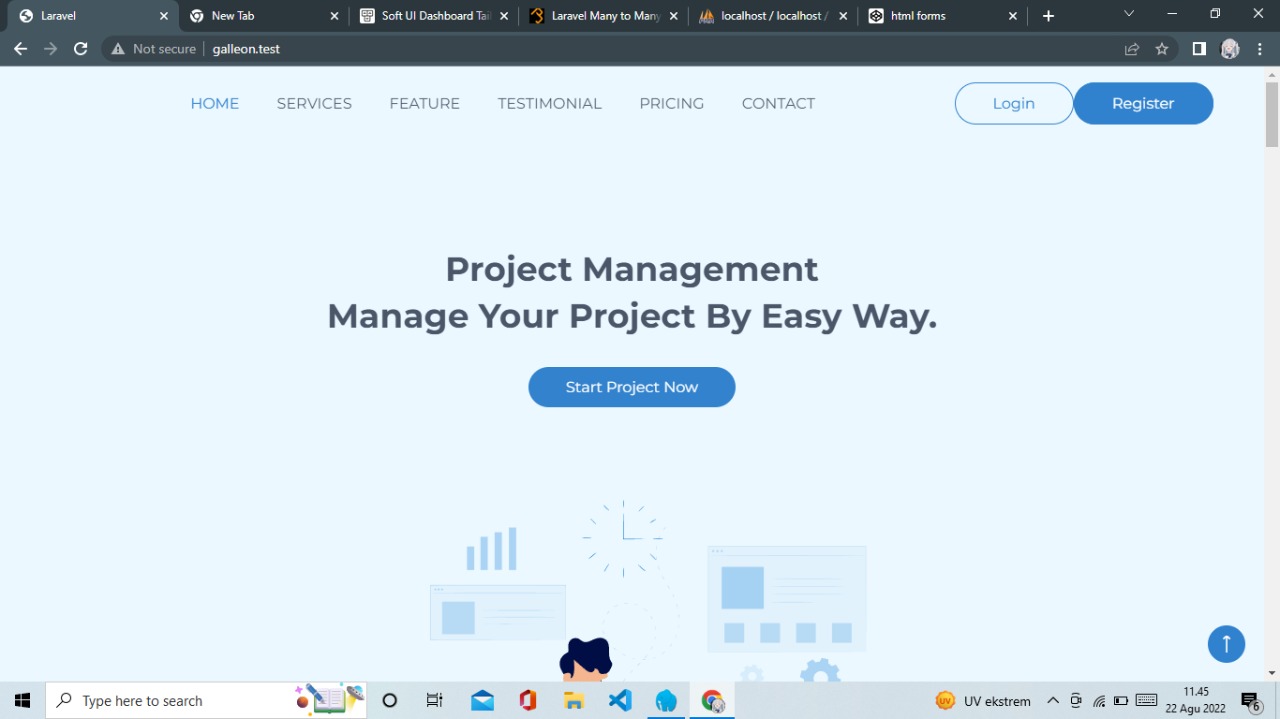 Laravel
New Tab
Soft UI Dashboard Tail
Laravel Many to Many
localhost / localhost /
html forms
Not secure
galleon.test
HOME SERVICES FEATURE TESTIMONIAL PRICING CONTACT
Login Register
Project Management
Manage Your Project By Easy Way.
Start Project Now
Type here to search
UV
UV ekstrem
11.45
22 Agu 2022
6